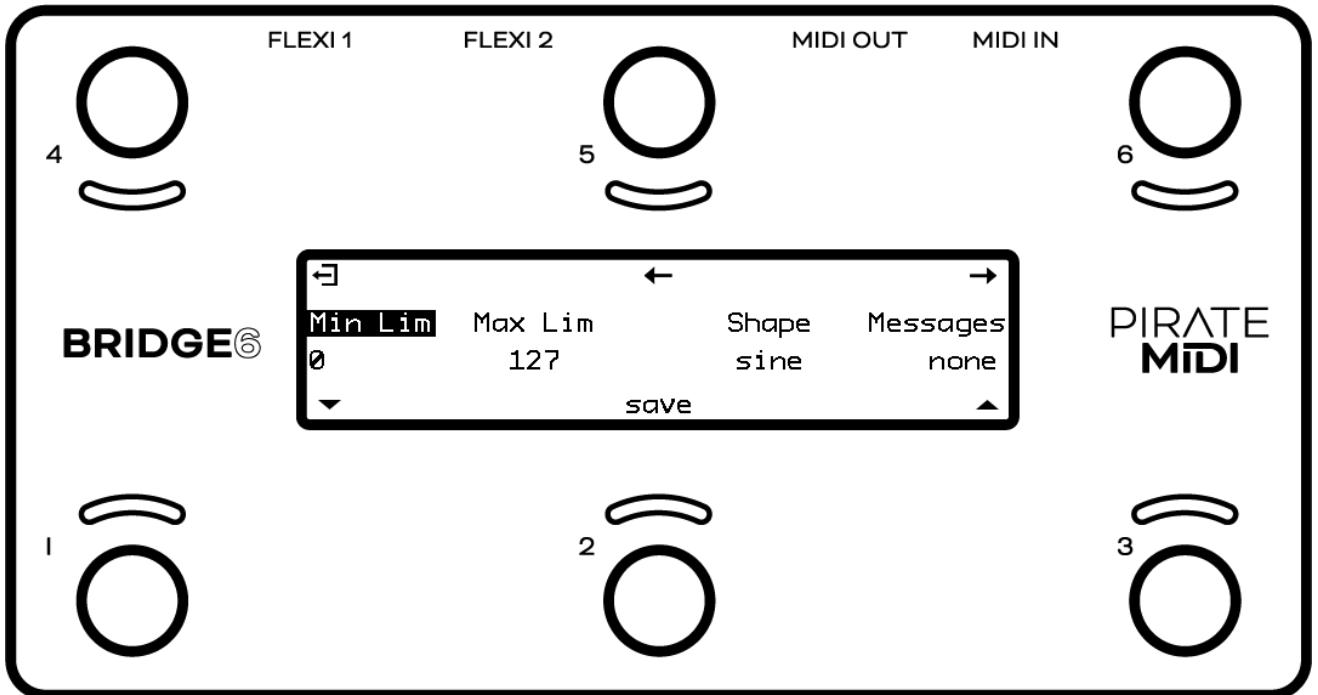 FLEXI 1 FLEXI 2 MIDI OUT MIDI IN
4 5 6
Min Lim Max Lim Shape Messages
0 127 sine none
save
BRIDGE6
PIRATE
MIDI
1 2 3